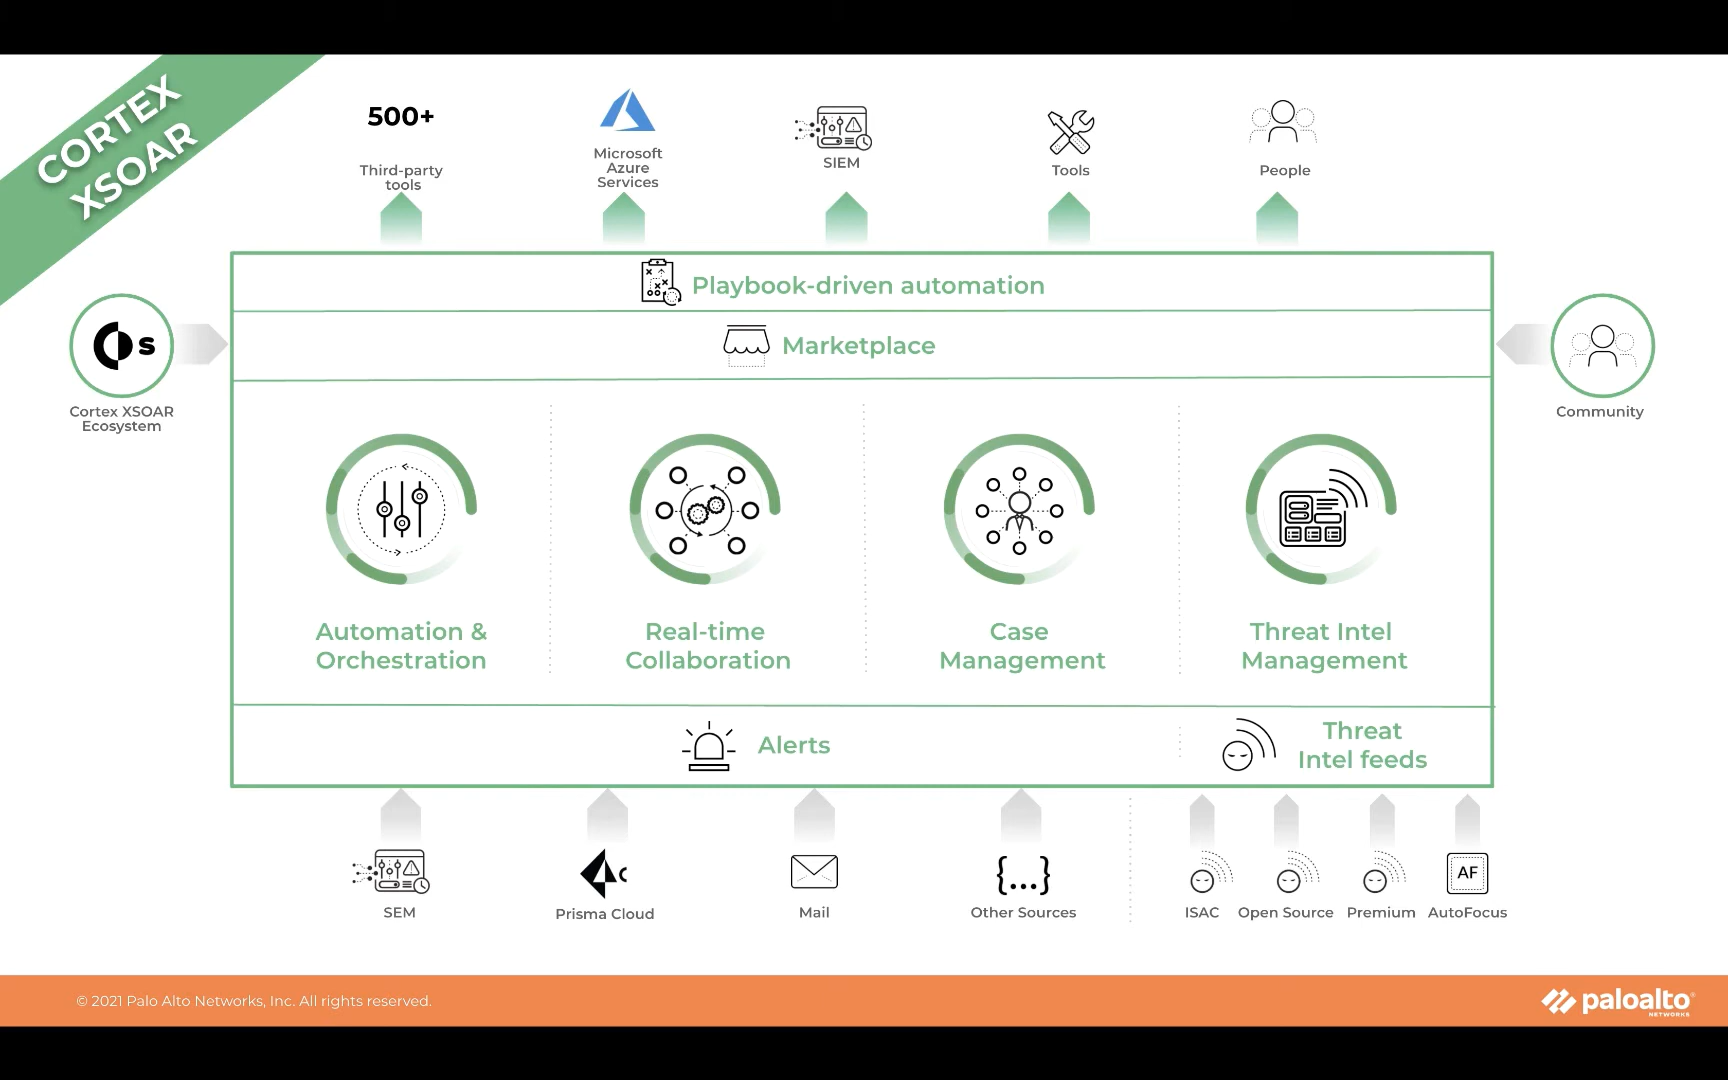 CORTEX
XSOAR
500+
Third-party
tools
Microsoft
Azure
Services
SIEM
Tools
People
Playbook-driven automation
Marketplace
S
Cortex XSOAR
Ecosystem
Community
Automation &
Orchestration
Real-time
Collaboration
Case
Management
Threat Intel
Management
Alerts
Threat
Intel feeds
SEM
Prisma Cloud
Mail
{...}
Other Sources
ISAC
Open Source
Premium
AF
AutoFocus
© 2021 Palo Alto Networks, Inc. All rights reserved.
paloalto®
NETWORKS